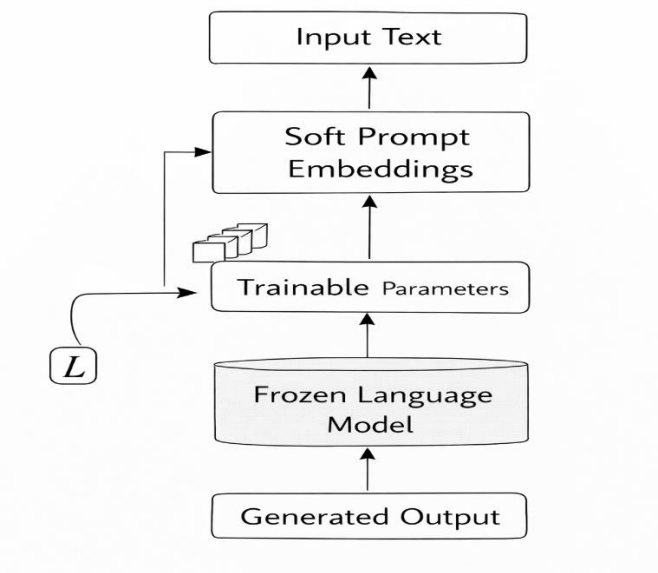 Input Text
Soft Prompt
Embeddings
Trainable Parameters
L
Frozen Language
Model
Generated Output